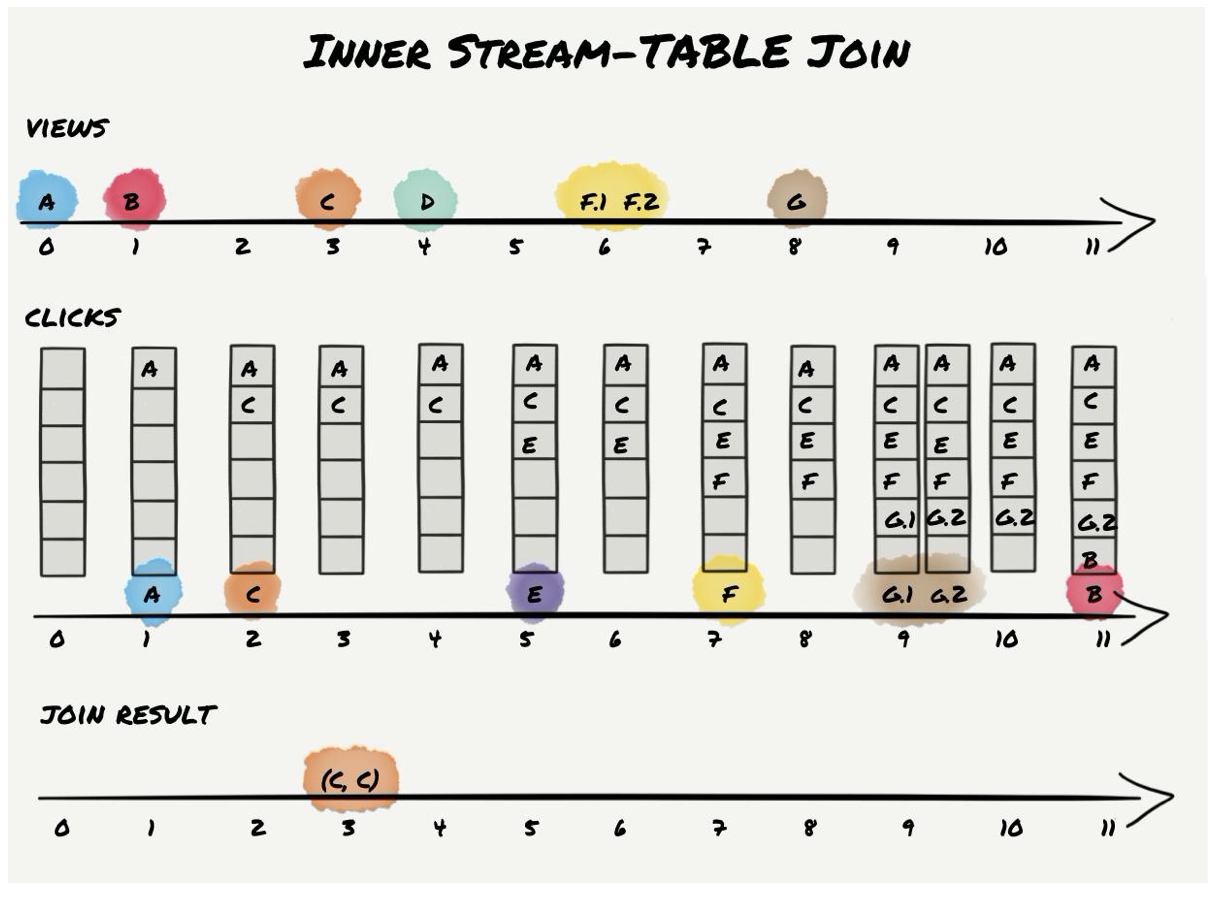 INNER STREAM-TABLE JOIN
VIEWS
A B C D F.1 F.2 G
0 1 2 3 4 5 6 7 8 9 10 11
CLICKS
A A A A A A A A A A A A
C C C C C C C C C C C
E E E E E E E E
F F F F F F
G.1 G.2 G.2 G.2
B
A C E F G.1 G.2 B
0 1 2 3 4 5 6 7 8 9 10 11
JOIN RESULT
(C, C)
0 1 2 3 4 5 6 7 8 9 10 11